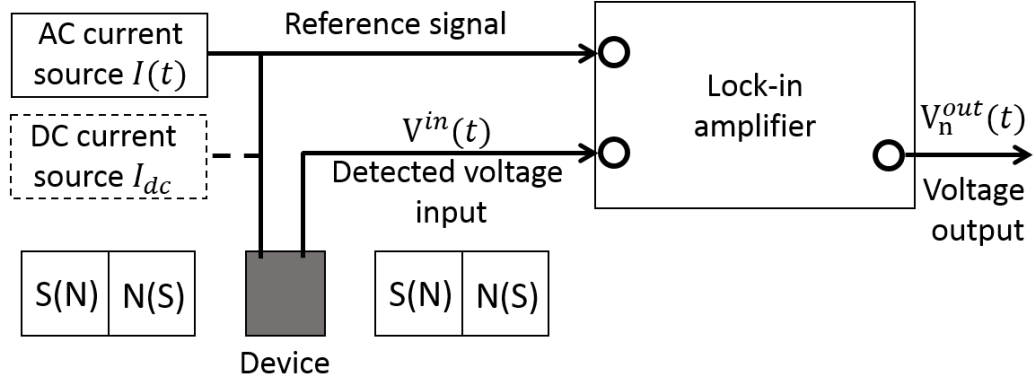 AC current
source I(t)
Reference signal
DC current
source I_dc
V^in(t)
Detected voltage
input
Lock-in
amplifier
V_n^out(t)
Voltage
output
S(N) N(S)
S(N) N(S)
Device